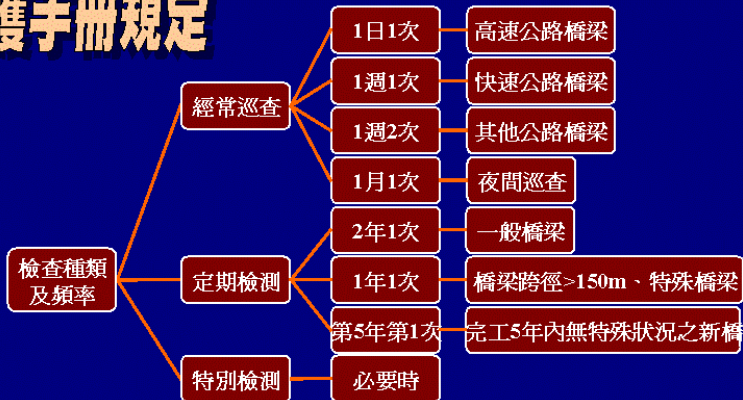 護手冊規定
1日1次
高速公路橋梁
1週1次
快速公路橋梁
經常巡查
1週2次
其他公路橋梁
1月1次
夜間巡查
2年1次
一般橋梁
檢查種類
及頻率
定期檢測
1年1次
橋梁跨徑>150m、特殊橋梁
第5年第1次
完工5年內無特殊狀況之新橋
特別檢測
必要時